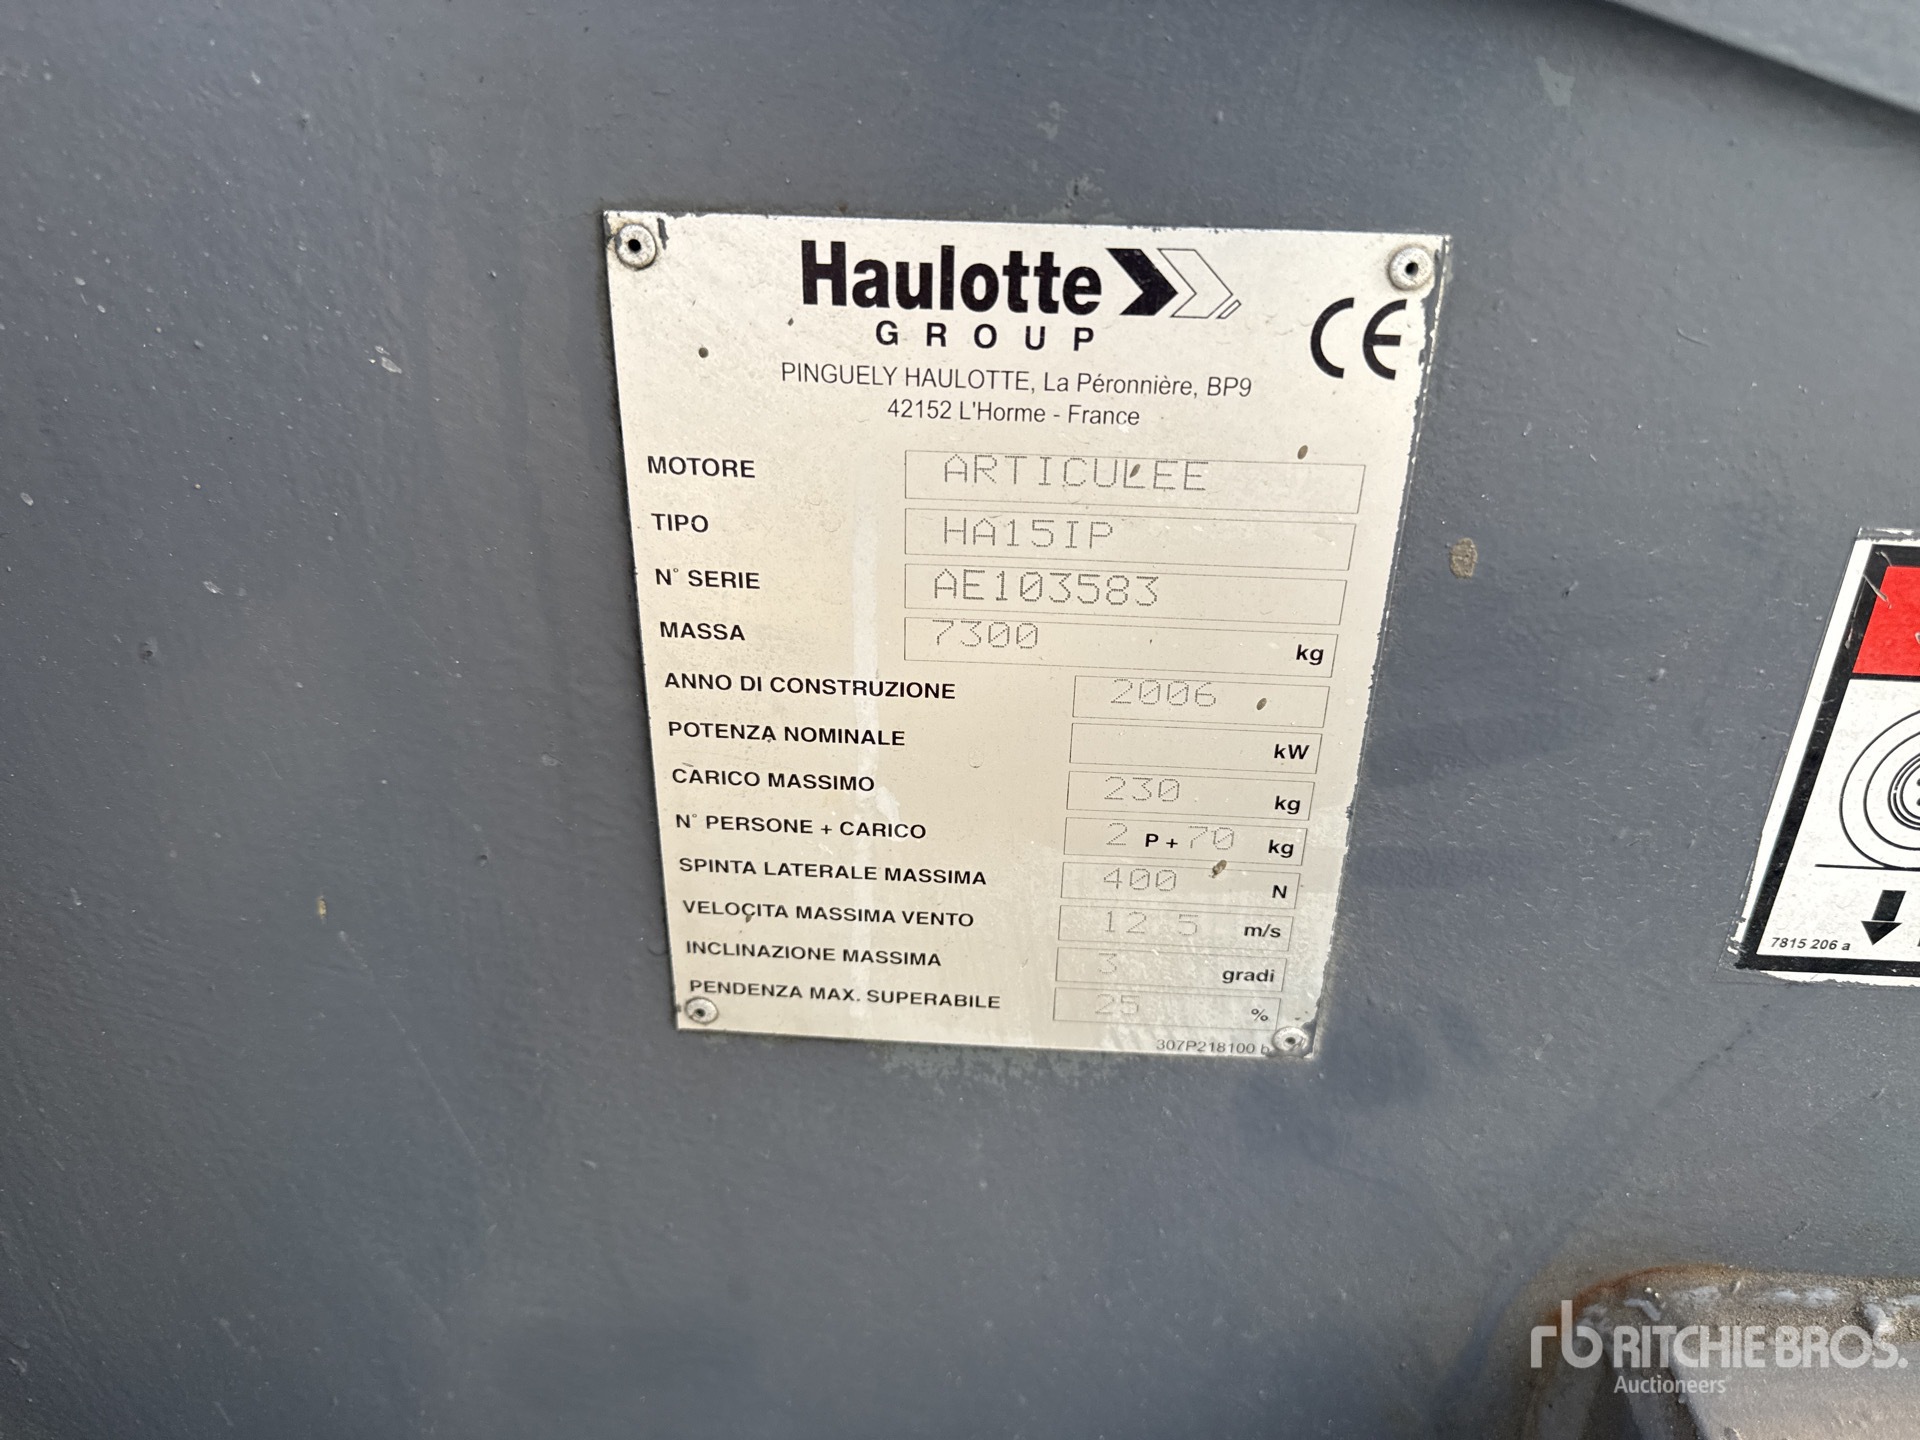 Haulotte
GROUP
CE
PINGUELY HAULOTTE, La Péronnière, BP9
42152 L'Horme - France
MOTORE ARTICULEE
TIPO HA15IP
N° SERIE AE103583
MASSA 7300 kg
ANNO DI CONSTRUZIONE 2006
POTENZA NOMINALE kW
CARICO MASSIMO 230 kg
N° PERSONE + CARICO 2 P + 70 kg
SPINTA LATERALE MASSIMA 400 N
VELOCITA MASSIMA VENTO 12 5 m/s
INCLINAZIONE MASSIMA 3 gradi
PENDENZA MAX. SUPERABILE 25 %
307P218100 b
7815 206 a
rb RITCHIE BROS.
Auctioneers